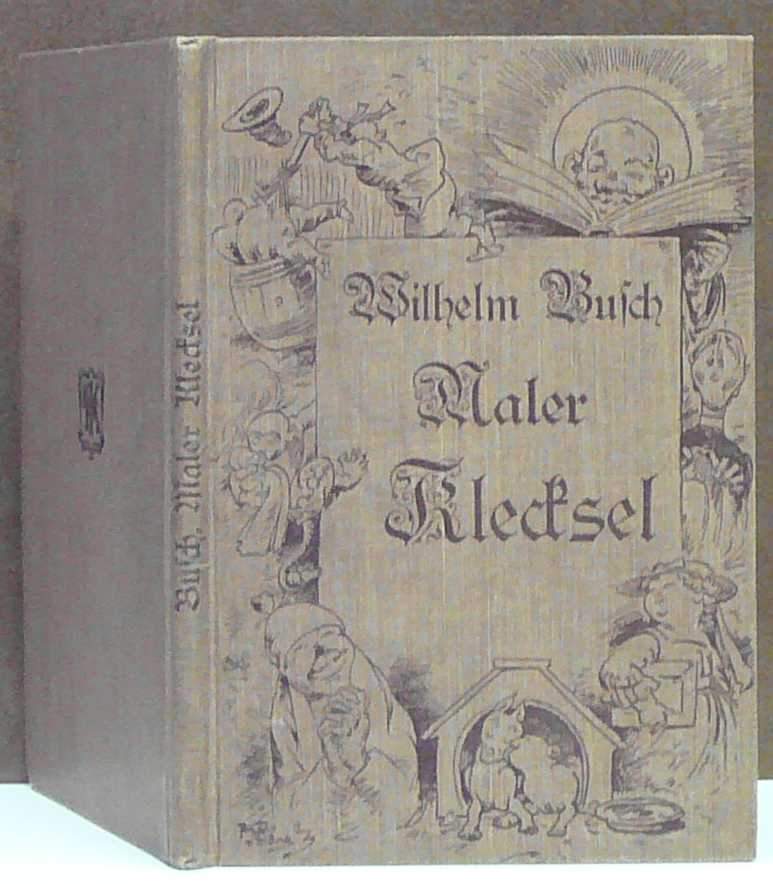 Wilhelm Buſch
Maler
Klecksel
Buſch, Maler Klecksel